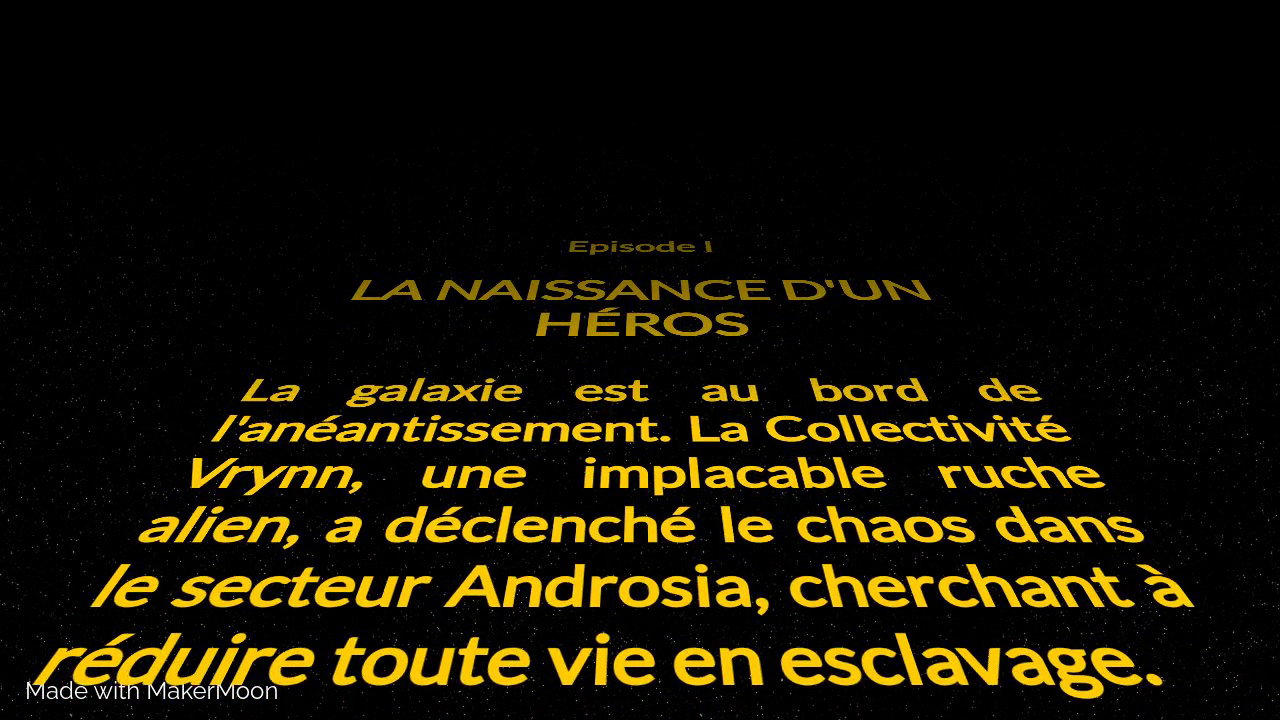 Episode I
LA NAISSANCE D'UN
HÉROS
La galaxie est au bord de
l'anéantissement. La Collectivité
Vrynn, une implacable ruche
alien, a déclenché le chaos dans
le secteur Androsia, cherchant à
réduire toute vie en esclavage.
Made with MakerMoon